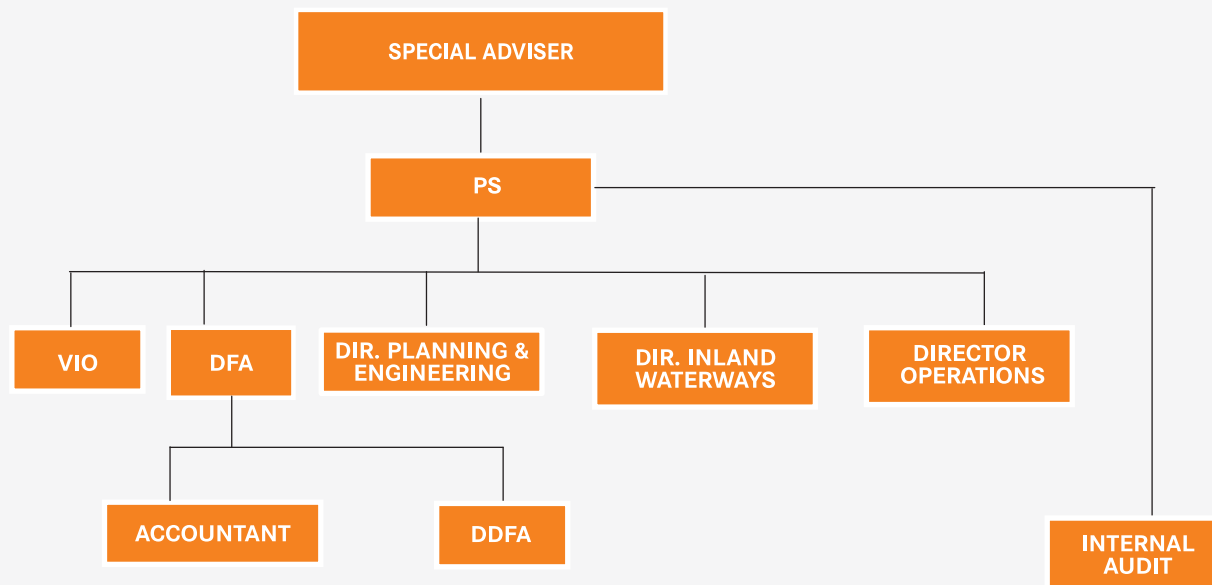 SPECIAL ADVISER
PS
VIO
DFA
DIR. PLANNING &
ENGINEERING
DIR. INLAND
WATERWAYS
DIRECTOR
OPERATIONS
ACCOUNTANT
DDFA
INTERNAL
AUDIT